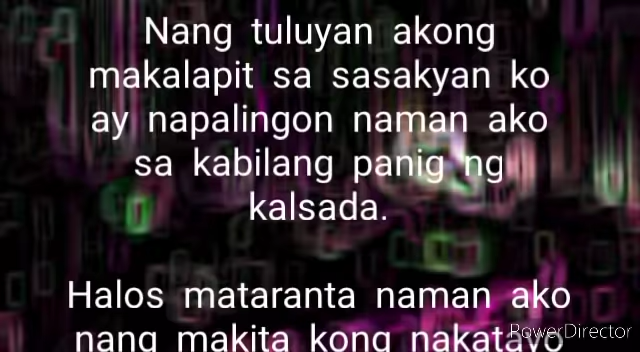 Nang tuluyan akong
makalapit sa sasakyan ko
ay napalingon naman ako
sa kabilang panig ng
kalsada.
Halos mataranta naman ako
nang makita kong nakatayo
PowerDirector